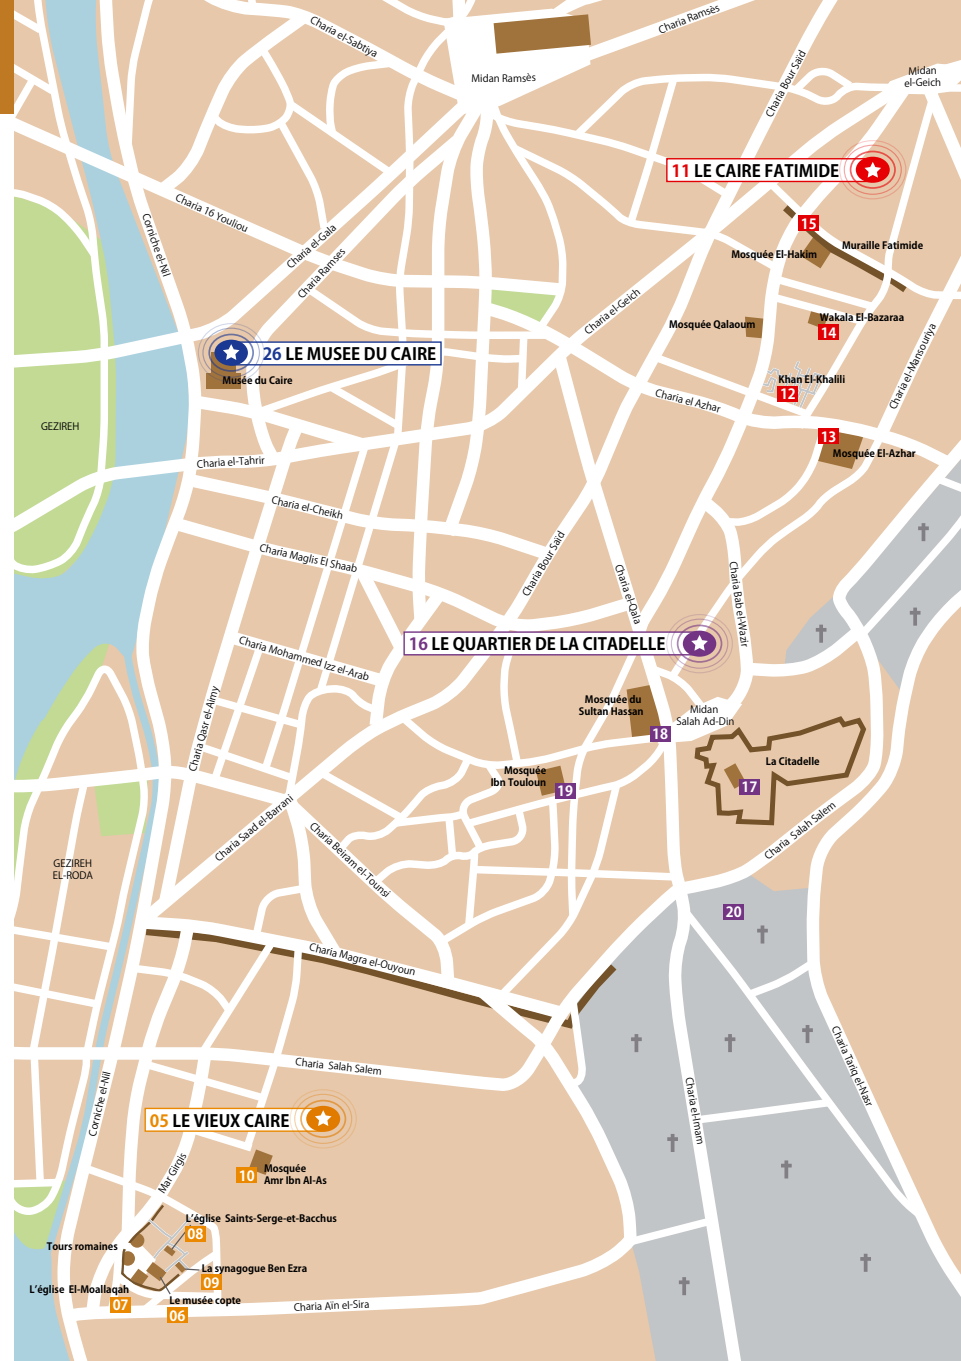 Charia el-Sabtiya
Charia Ramsès
Midan Ramsès
Charia Bour Saïd
Midan
el-Geich
11 LE CAIRE FATIMIDE
Charia 16 Youliou
Corniche el-Nil
Charia el-Gala
Charia Ramses
15
Muraille Fatimide
Mosquée El-Hakim
Charia el-Geich
Mosquée Qalaoum
Wakala El-Bazaraa
14
26 LE MUSEE DU CAIRE
Musée du Caire
Khan El-Khalili
12
Charia el-Mansouriya
Charia el Azhar
GEZIREH
13
Mosquée El-Azhar
Charia el-Tahrir
Charia el-Cheikh
Charia Maglis El Shaab
Charia Bour Saïd
Charia el-Qala
Charia Bab el-Wazir
16 LE QUARTIER DE LA CITADELLE
Charia Mohammed Izz el-Arab
Mosquée du
Sultan Hassan
Midan
Salah Ad-Din
18
Charia Qasr el-Aimy
La Citadelle
Mosquée
Ibn Touloun
19
17
Charia Saad el-Barrani
Charia Beiram el-Tounsi
Charia Salah Salem
GEZIREH
EL-RODA
20
Charia Magra el-Ouyoun
Charia Salah Salem
Charia Tariq el-Nasr
Corniche el-Nil
Charia el-Imam
05 LE VIEUX CAIRE
Mar Girgis
10
Mosquée
Amr Ibn Al-As
L'église Saints-Serge-et-Bacchus
08
Tours romaines
La synagogue Ben Ezra
09
L'église El-Moallaqah
07
Le musée copte
06
Charia Aïn el-Sira